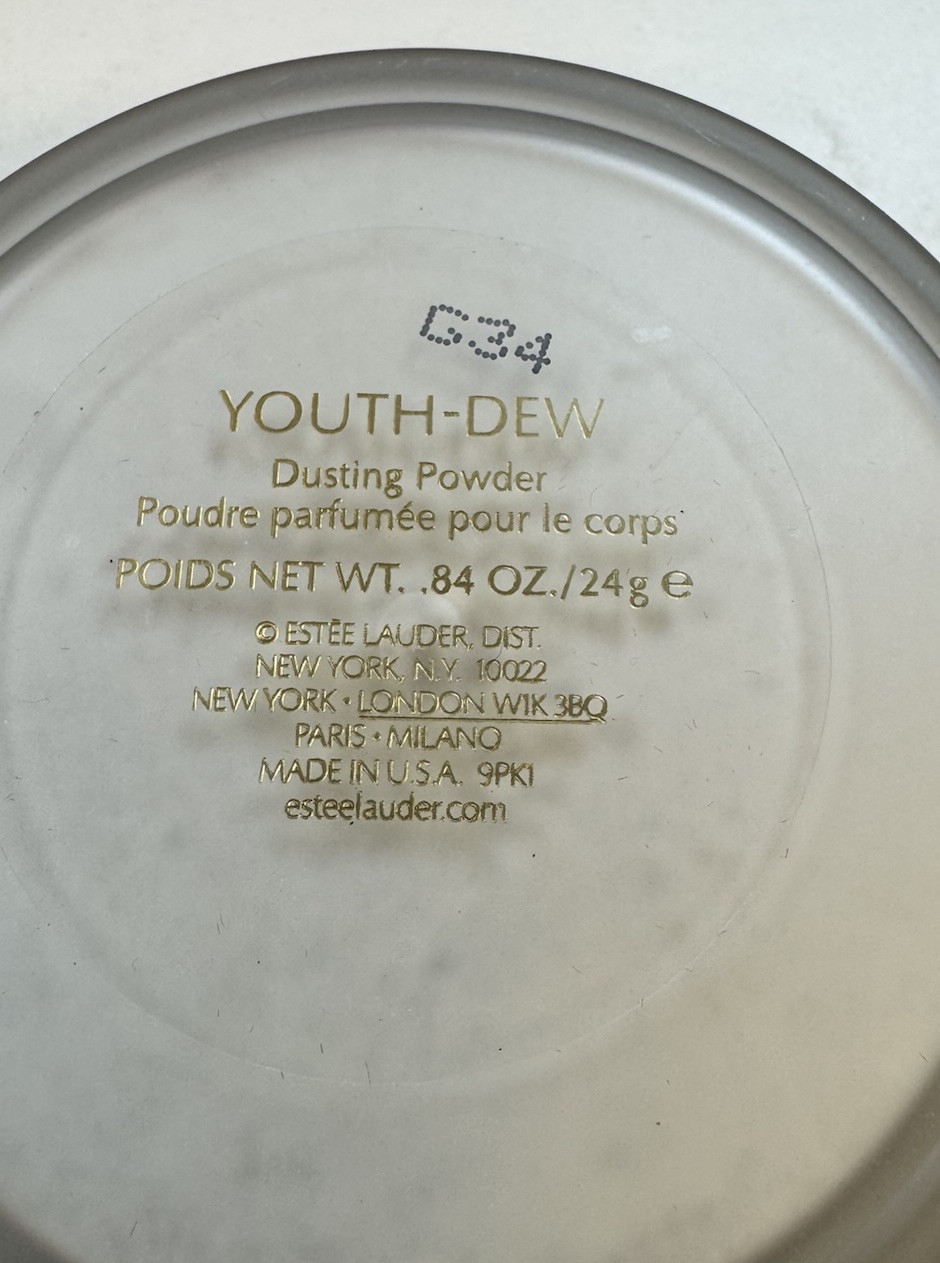 G34
YOUTH-DEW
Dusting Powder
Poudre parfumée pour le corps
POIDS NET WT. .84 OZ./24g ℮
© ESTĒE LAUDER, DIST.
NEW YORK, N.Y. 10022
NEW YORK • LONDON W1K 3BQ
PARIS • MILANO
MADE IN U.S.A. 9PK1
esteelauder.com